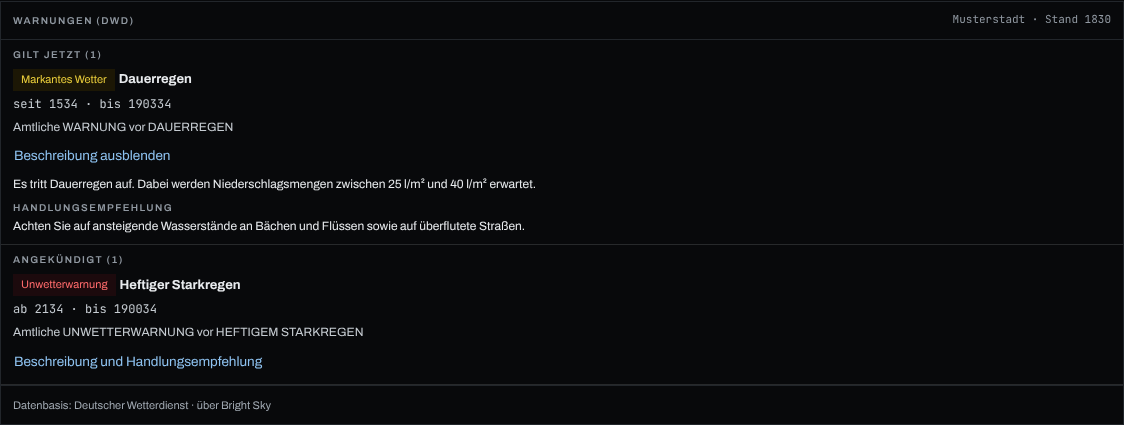 WARNUNGEN (DWD)
Musterstadt · Stand 1830
GILT JETZT (1)
Markantes Wetter Dauerregen
seit 1534 · bis 190334
Amtliche WARNUNG vor DAUERREGEN
Beschreibung ausblenden
Es tritt Dauerregen auf. Dabei werden Niederschlagsmengen zwischen 25 l/m² und 40 l/m² erwartet.
HANDLUNGSEMPFEHLUNG
Achten Sie auf ansteigende Wasserstände an Bächen und Flüssen sowie auf überflutete Straßen.
ANGEKÜNDIGT (1)
Unwetterwarnung Heftiger Starkregen
ab 2134 · bis 190034
Amtliche UNWETTERWARNUNG vor HEFTIGEM STARKREGEN
Beschreibung und Handlungsempfehlung
Datenbasis: Deutscher Wetterdienst · über Bright Sky